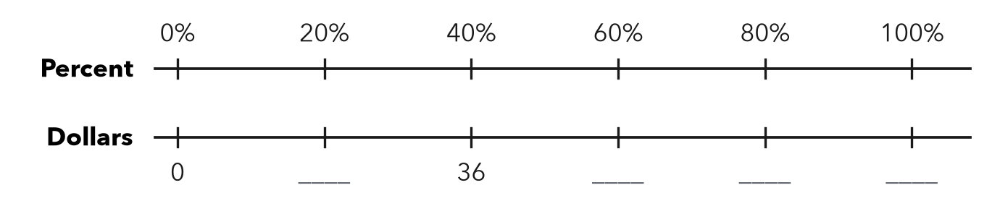 0% 20% 40% 60% 80% 100%
Percent
Dollars
0 ____ 36 ____ ____ ____